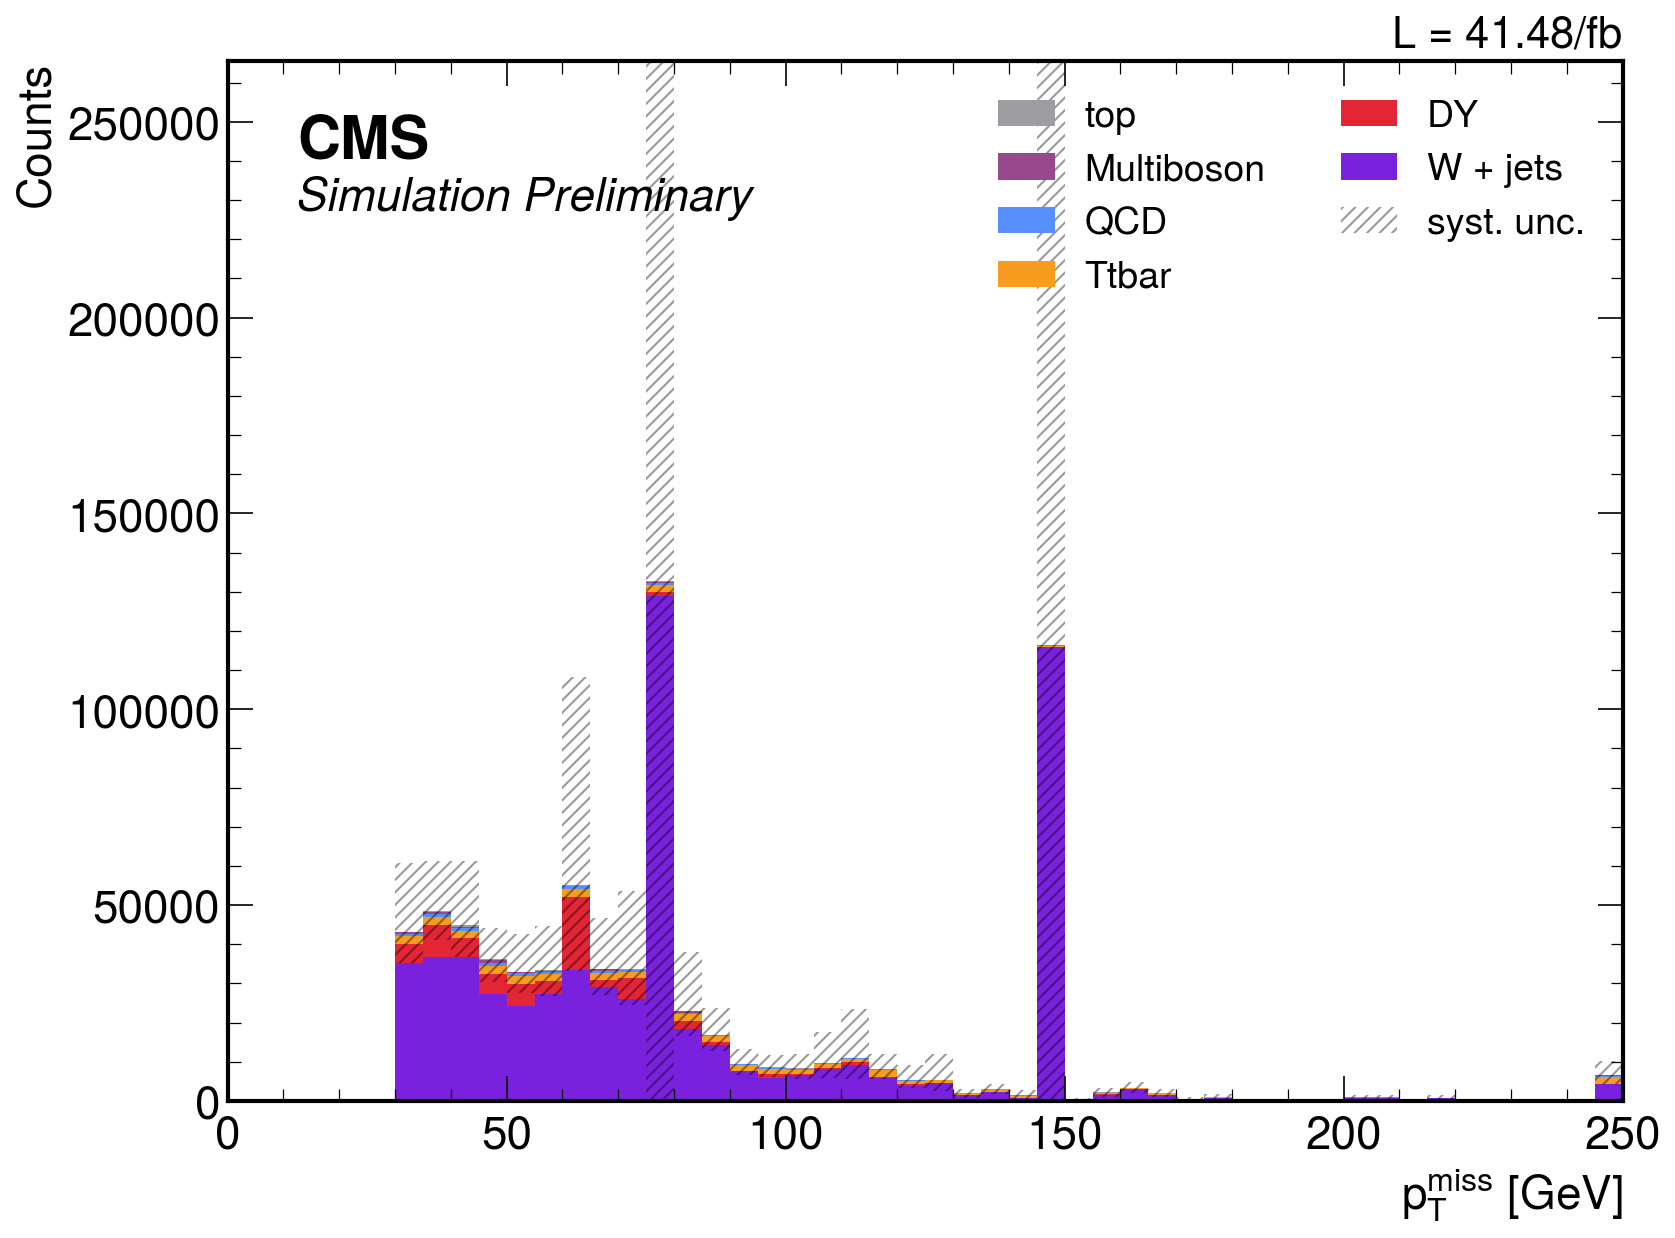 L = 41.48/fb
Counts
CMS
Simulation Preliminary
top
Multiboson
QCD
Ttbar
DY
W + jets
syst. unc.
250000
200000
150000
100000
50000
0
0 50 100 150 200 250
p_T^miss [GeV]